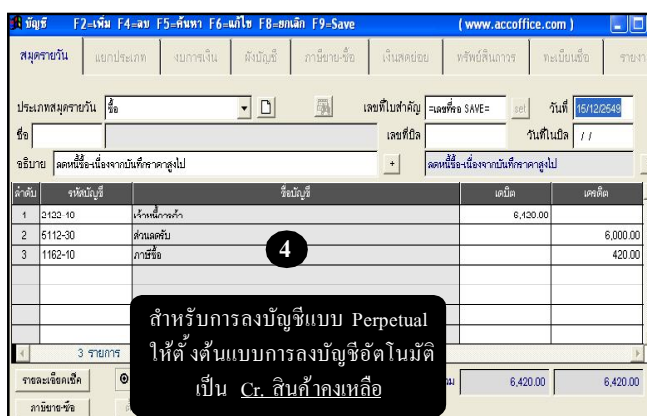 บัญชี F2=เพิ่ม F4=ลบ F5=ค้นหา F6=แก้ไข F8=ยกเลิก F9=Save ( www.accoffice.com )
สมุดรายวัน แยกประเภท งบการเงิน ผังบัญชี ภาษีขาย-ซื้อ เงินสดย่อย ทรัพย์สินถาวร ทะเบียนชื่อ รายงา
ประเภทสมุดรายวัน ซื้อ เลขที่ใบสำคัญ =เลขที่รอ SAVE= set วันที่ 15/12/2549
ชื่อ เลขที่บิล วันที่ในบิล / /
อธิบาย ลดหนี้ซื้อ-เนื่องจากบันทึกราคาสูงไป + ลดหนี้ซื้อ-เนื่องจากบันทึกราคาสูงไป
ลำดับ รหัสบัญชี ชื่อบัญชี เดบิต เครดิต
1 2122-10 เจ้าหนี้การค้า 6,420.00
2 5112-30 ส่วนลดรับ 6,000.00
3 1162-10 ภาษีซื้อ 420.00
4
สำหรับการลงบัญชีแบบ Perpetual
ให้ตั้งต้นแบบการลงบัญชีอัตโนมัติ
เป็น Cr. สินค้าคงเหลือ
3 รายการ
รายละเอียดเช็ค 6,420.00 6,420.00
ภาษีขาย-ซื้อ